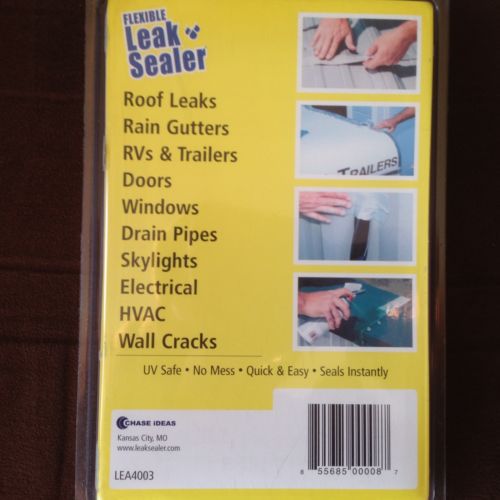 FLEXIBLE
Leak
Sealer
Roof Leaks
Rain Gutters
RVs & Trailers
Doors
Windows
Drain Pipes
Skylights
Electrical
HVAC
Wall Cracks
TRAILERS
UV Safe • No Mess • Quick & Easy • Seals Instantly
CHASE IDEAS
Kansas City, MO
www.leaksealer.com
LEA4003
8 55685 00008 7